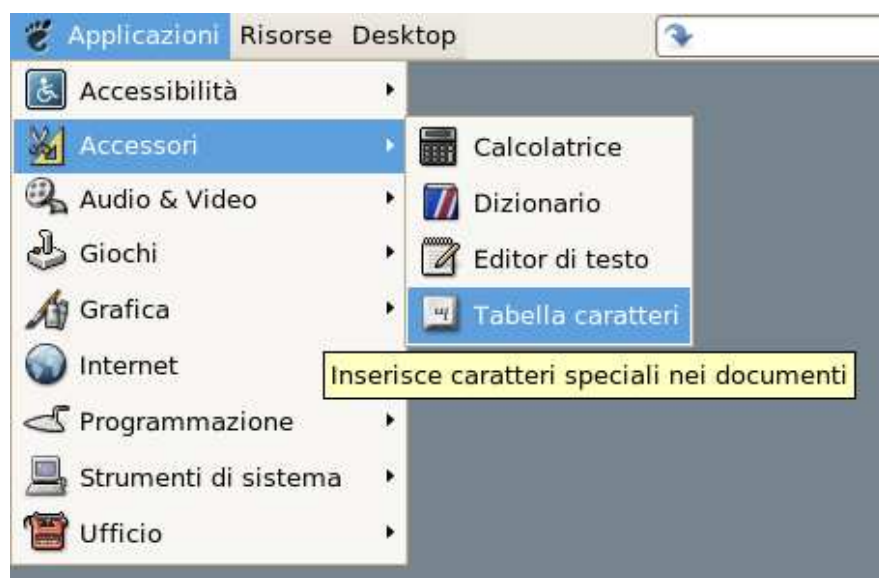 Applicazioni Risorse Desktop
Accessibilità
Accessori
Audio & Video
Giochi
Grafica
Internet
Programmazione
Strumenti di sistema
Ufficio
Calcolatrice
Dizionario
Editor di testo
Tabella caratteri
Inserisce caratteri speciali nei documenti